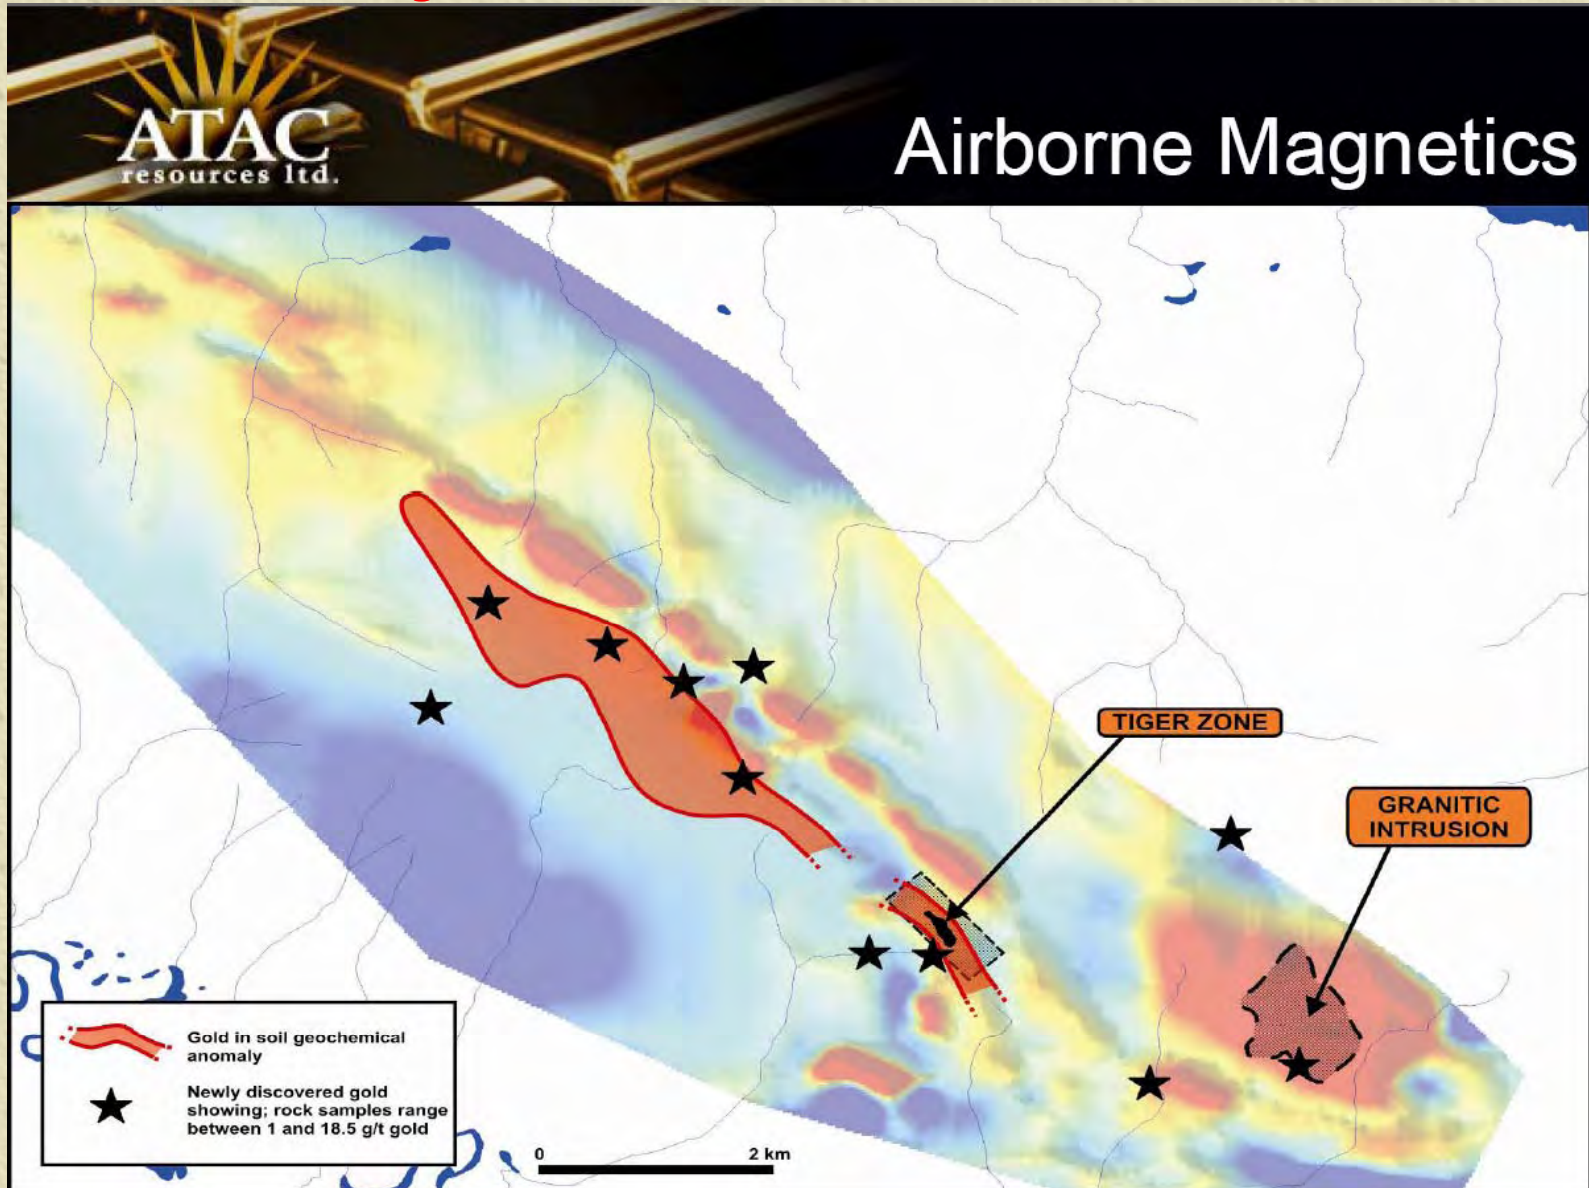 ATAC
resources ltd.
Airborne Magnetics
TIGER ZONE
GRANITIC
INTRUSION
Gold in soil geochemical
anomaly
Newly discovered gold
showing; rock samples range
between 1 and 18.5 g/t gold
0 2 km